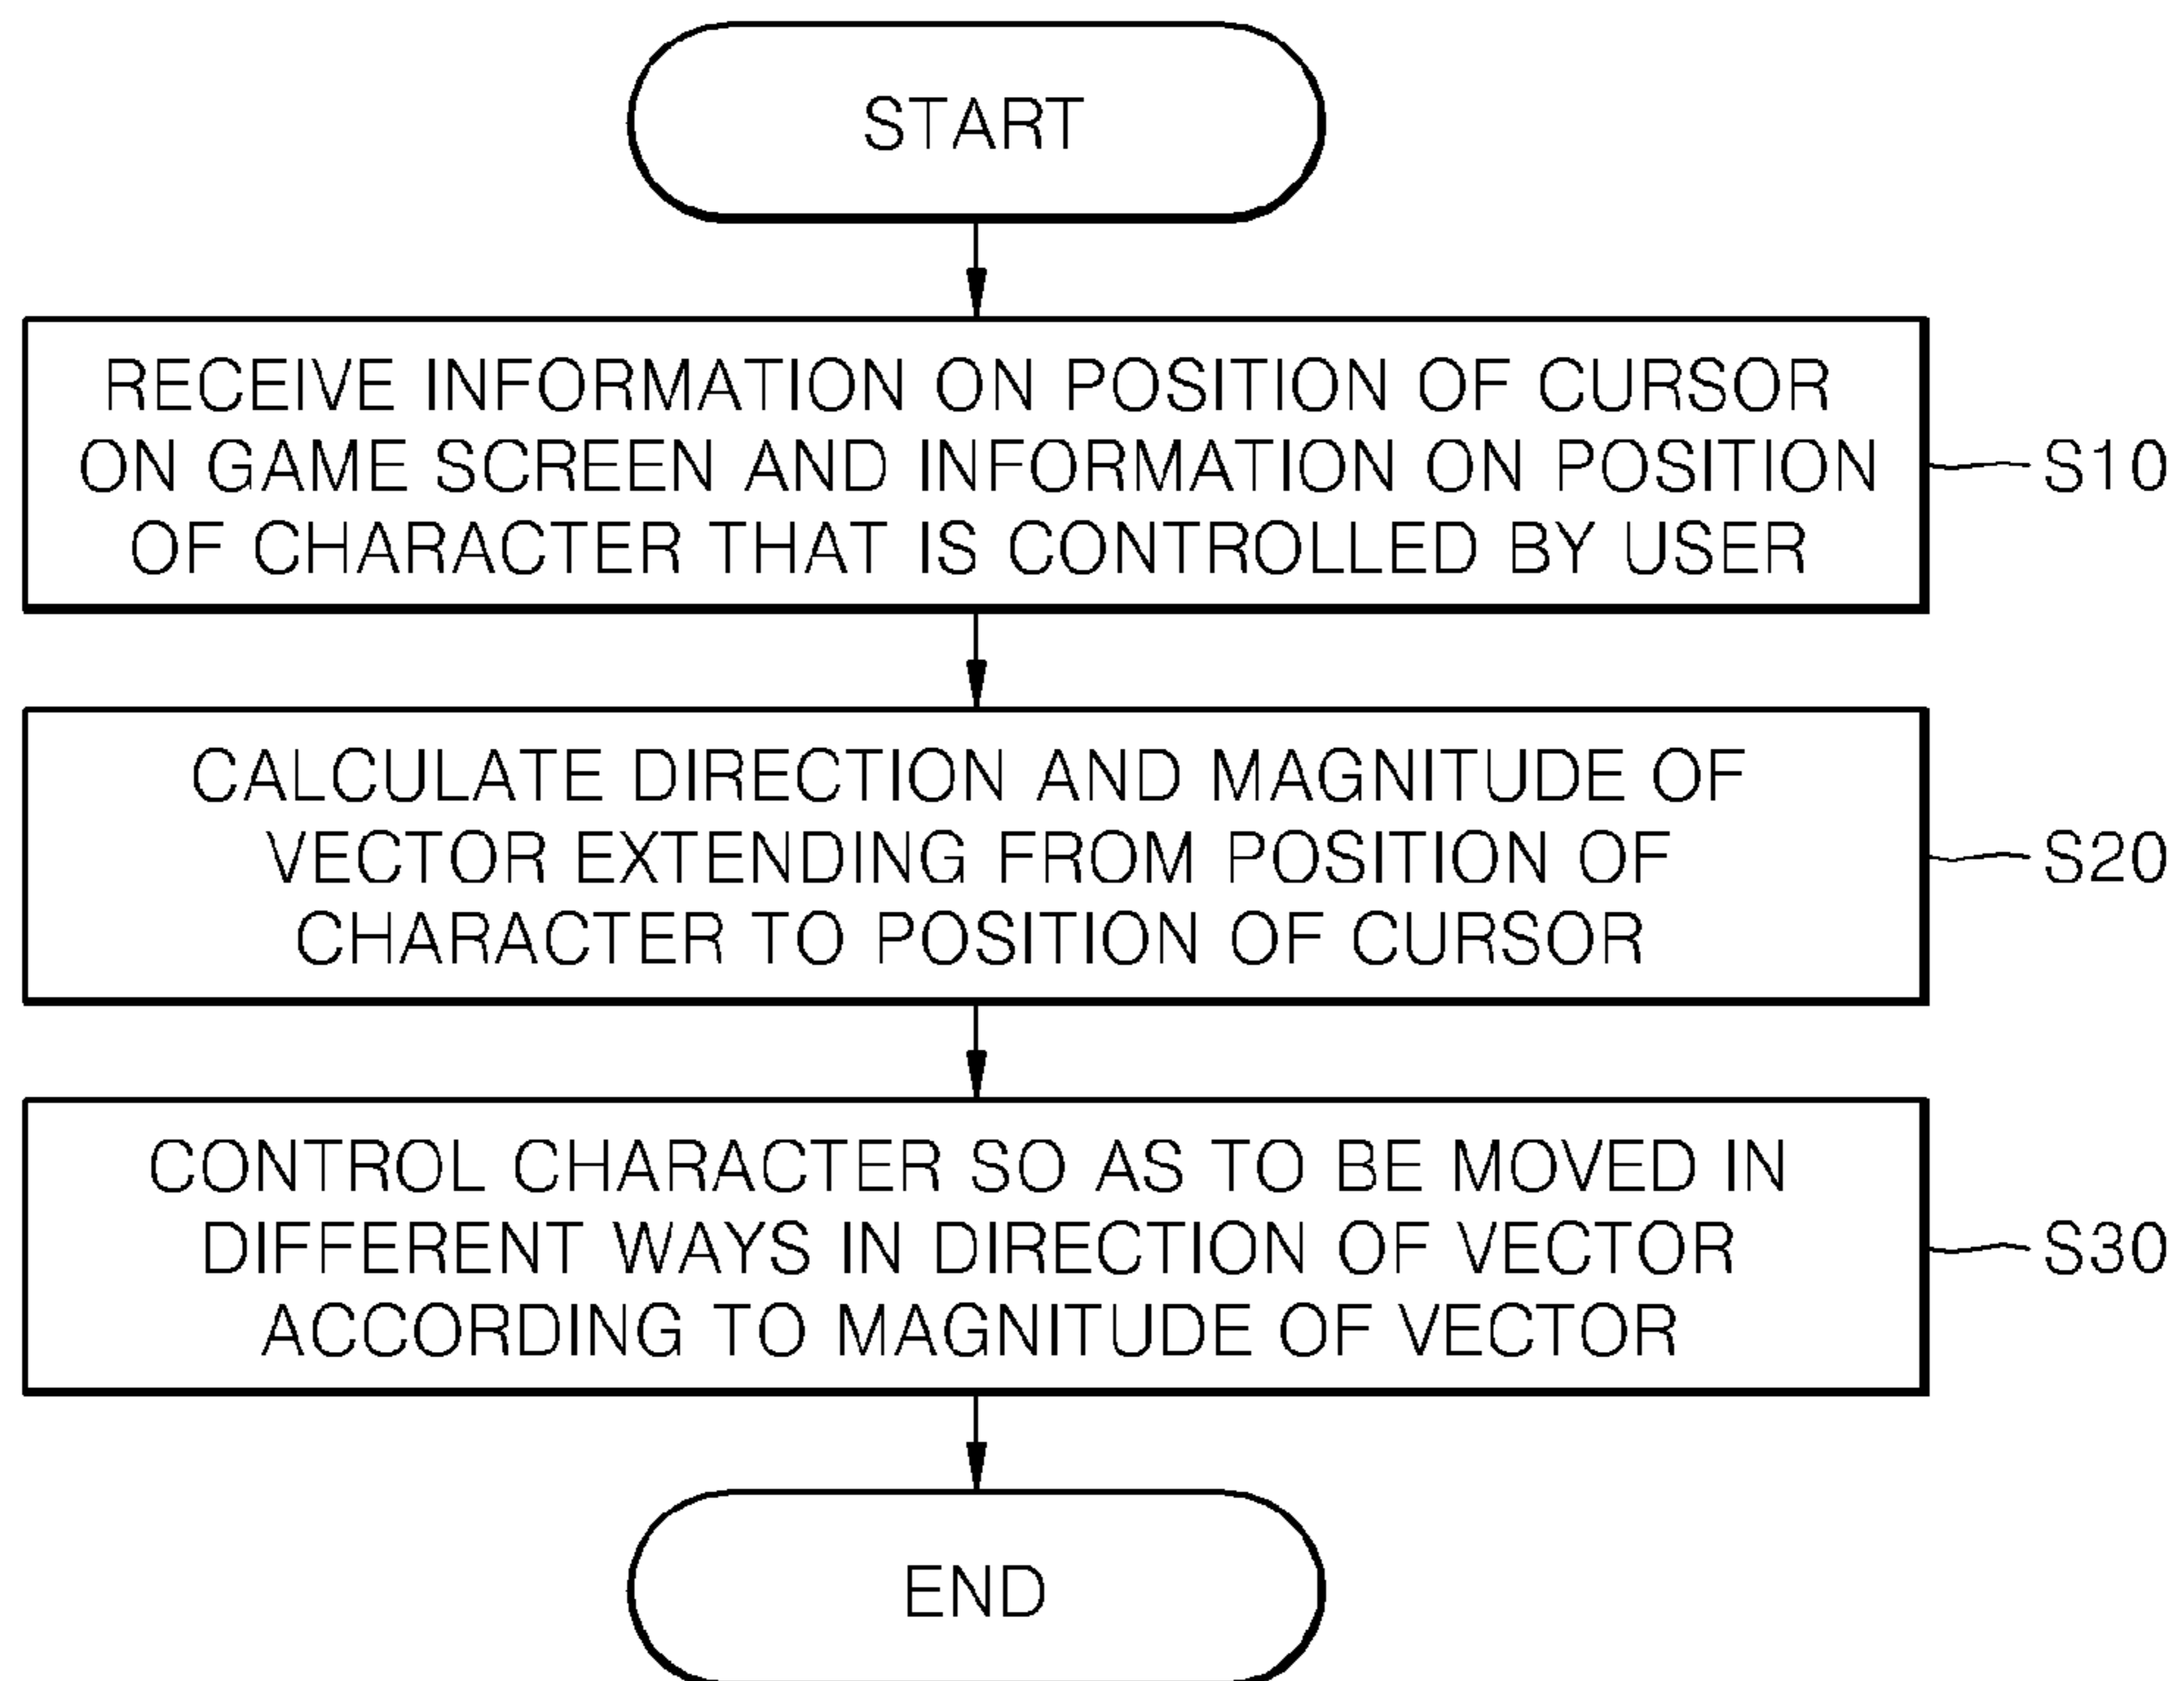 START
RECEIVE INFORMATION ON POSITION OF CURSOR
ON GAME SCREEN AND INFORMATION ON POSITION
OF CHARACTER THAT IS CONTROLLED BY USER
S10
CALCULATE DIRECTION AND MAGNITUDE OF
VECTOR EXTENDING FROM POSITION OF
CHARACTER TO POSITION OF CURSOR
S20
CONTROL CHARACTER SO AS TO BE MOVED IN
DIFFERENT WAYS IN DIRECTION OF VECTOR
ACCORDING TO MAGNITUDE OF VECTOR
S30
END